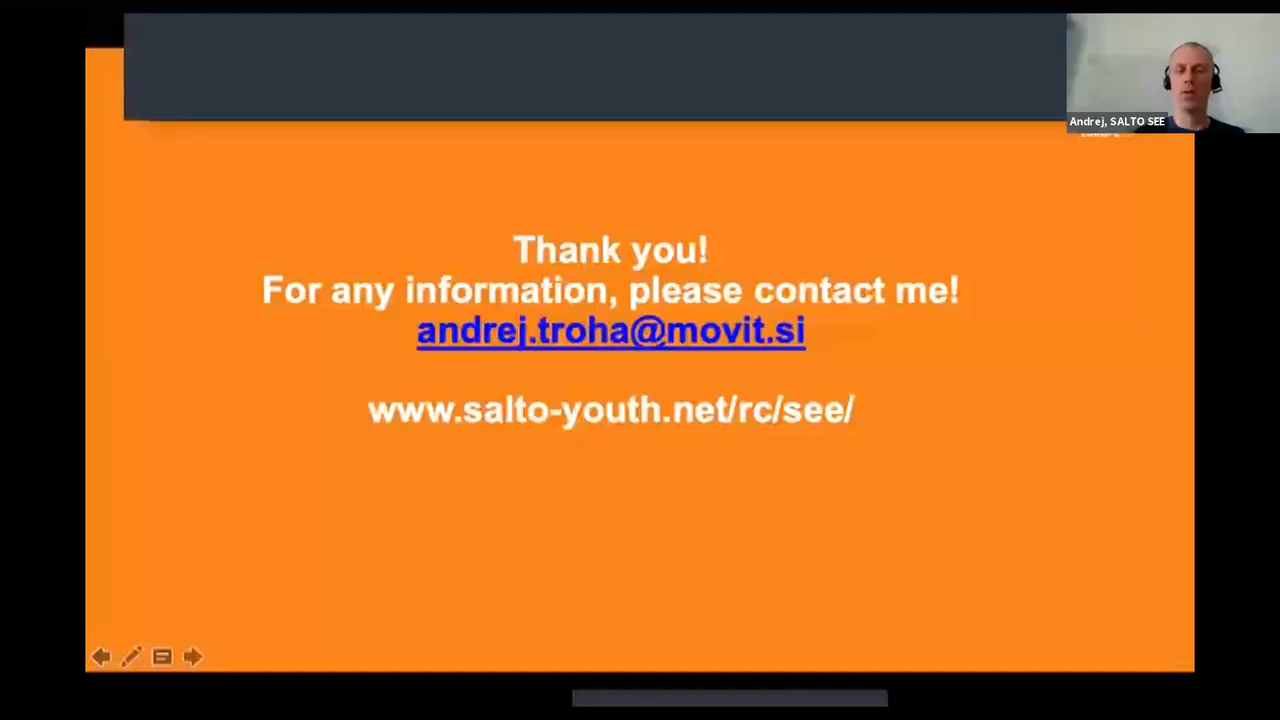 Andrej, SALTO SEE
Thank you!
For any information, please contact me!
andrej.troha@movit.si
www.salto-youth.net/rc/see/